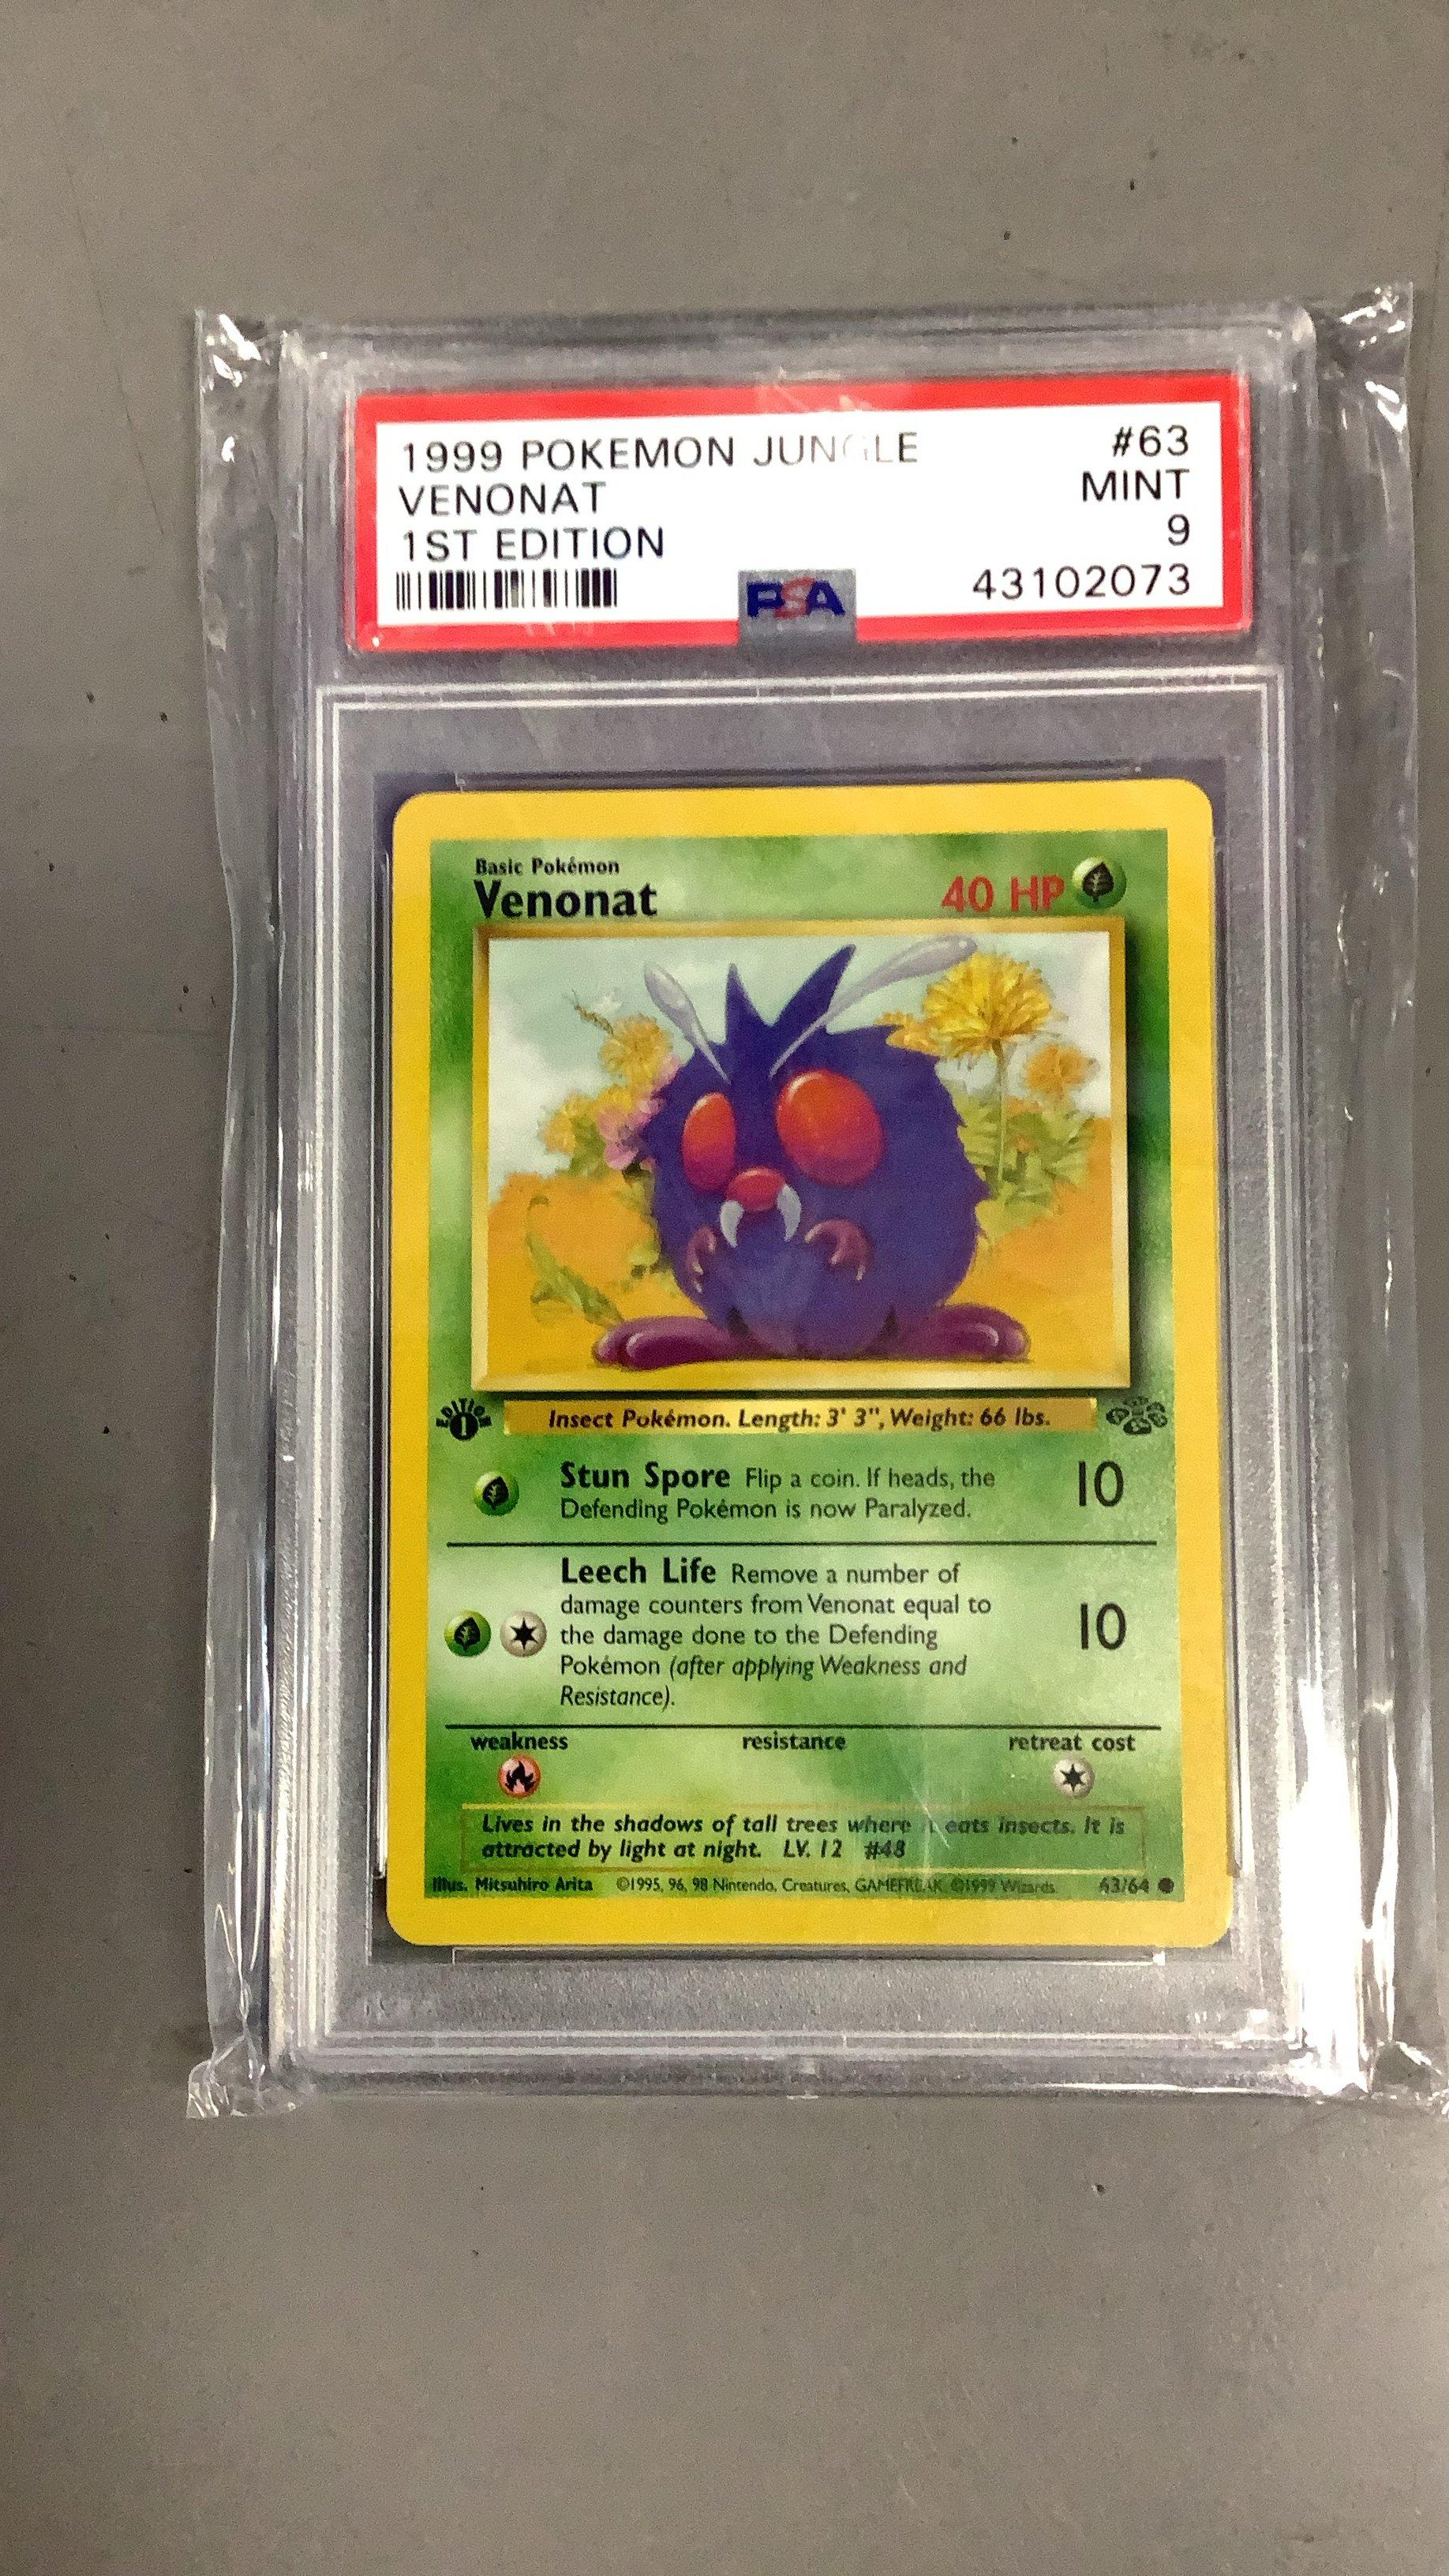 1999 POKEMON JUNGLE #63
VENONAT MINT
1ST EDITION 9
PSA 43102073
Basic Pokémon
Venonat 40 HP
EDITION 1
Insect Pokémon. Length: 3' 3", Weight: 66 lbs.
Stun Spore Flip a coin. If heads, the 10
Defending Pokémon is now Paralyzed.
Leech Life Remove a number of
damage counters from Venonat equal to
the damage done to the Defending 10
Pokémon (after applying Weakness and
Resistance).
weakness resistance retreat cost
Lives in the shadows of tall trees where it eats insects. It is
attracted by light at night. LV. 12 #48
Illus. Mitsuhiro Arita ©1995, 96, 98 Nintendo, Creatures, GAMEFREAK. ©1999 Wizards. 63/64